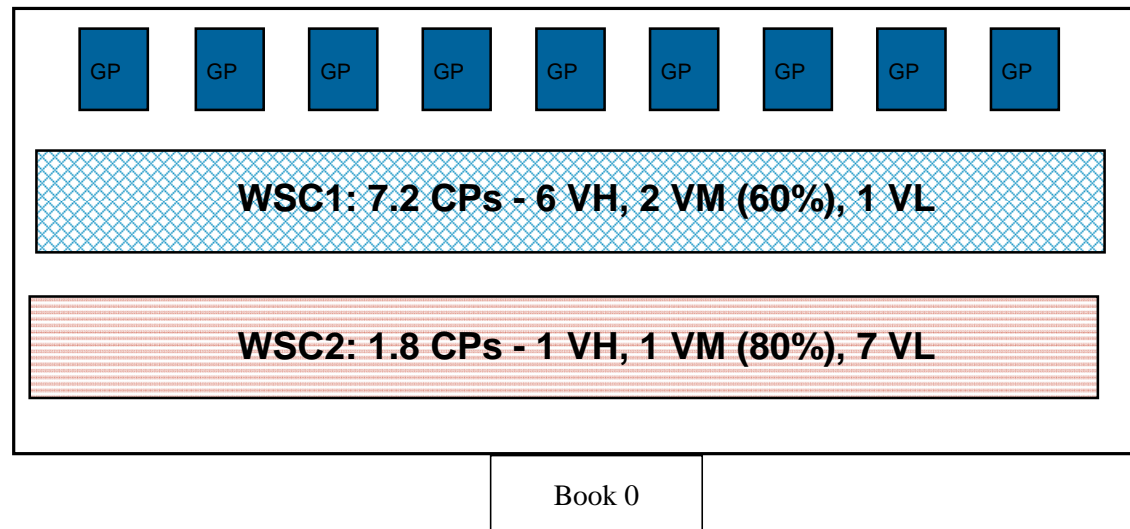 GP GP GP GP GP GP GP GP GP
WSC1: 7.2 CPs - 6 VH, 2 VM (60%), 1 VL
WSC2: 1.8 CPs - 1 VH, 1 VM (80%), 7 VL
Book 0